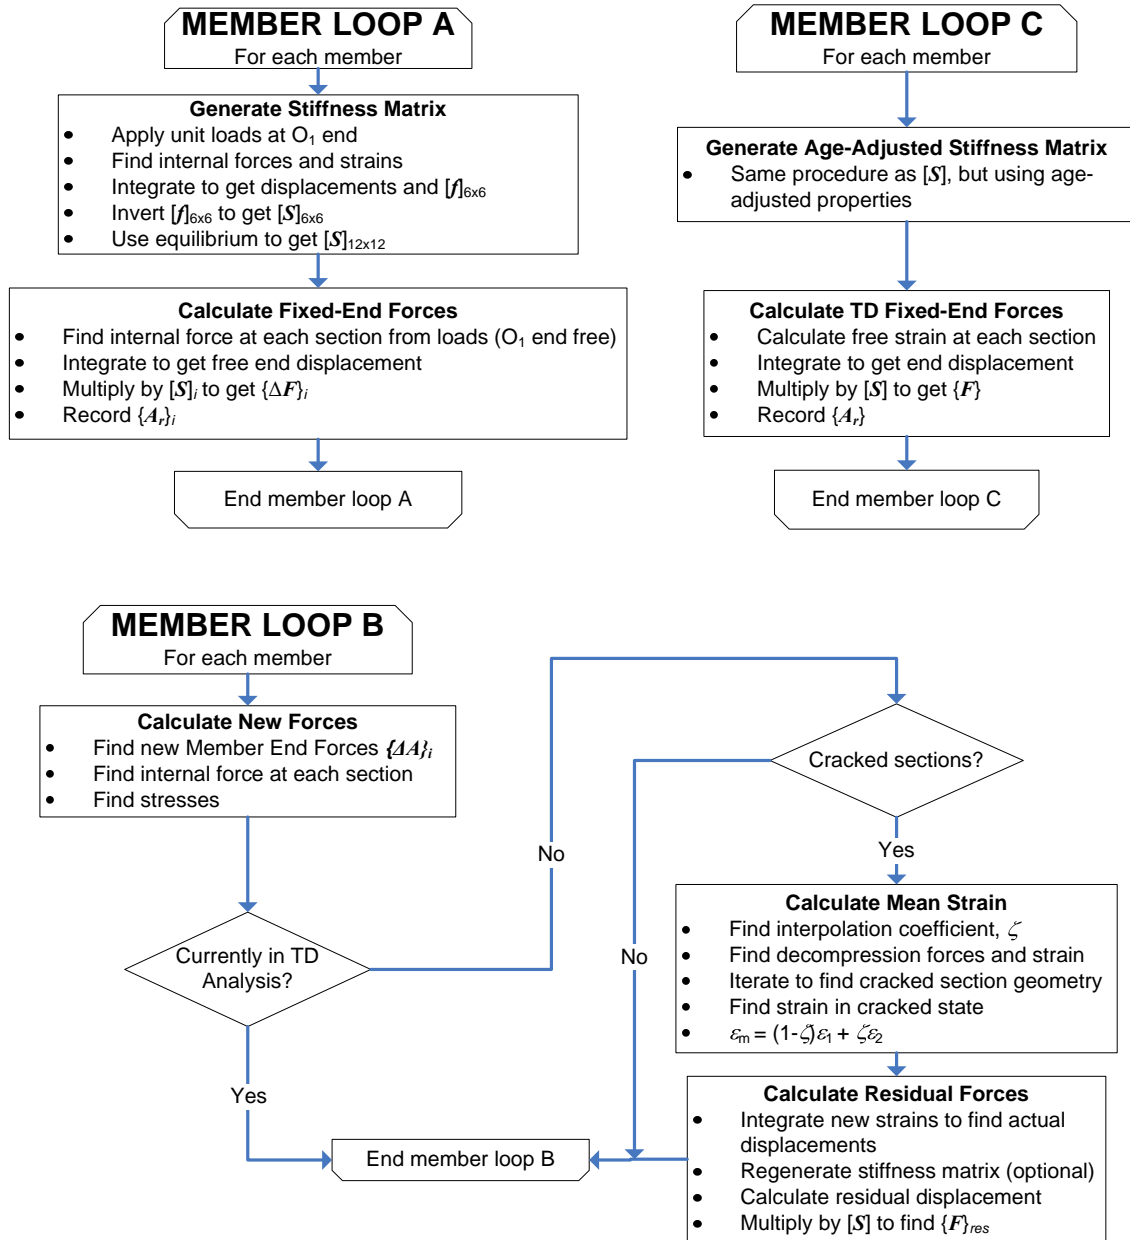 MEMBER LOOP A
For each member
Generate Stiffness Matrix
• Apply unit loads at O1 end
• Find internal forces and strains
• Integrate to get displacements and [f]6x6
• Invert [f]6x6 to get [S]6x6
• Use equilibrium to get [S]12x12
Calculate Fixed-End Forces
• Find internal force at each section from loads (O1 end free)
• Integrate to get free end displacement
• Multiply by [S]i to get {ΔF}i
• Record {Ar}i
End member loop A
MEMBER LOOP C
For each member
Generate Age-Adjusted Stiffness Matrix
• Same procedure as [S], but using age-
adjusted properties
Calculate TD Fixed-End Forces
• Calculate free strain at each section
• Integrate to get end displacement
• Multiply by [S] to get {F}
• Record {Ar}
End member loop C
MEMBER LOOP B
For each member
Calculate New Forces
• Find new Member End Forces {ΔA}i
• Find internal force at each section
• Find stresses
Currently in TD
Analysis?
No
Yes
Cracked sections?
No
Yes
Calculate Mean Strain
• Find interpolation coefficient, ζ
• Find decompression forces and strain
• Iterate to find cracked section geometry
• Find strain in cracked state
• εm = (1-ζ)ε1 + ζε2
Calculate Residual Forces
• Integrate new strains to find actual
displacements
• Regenerate stiffness matrix (optional)
• Calculate residual displacement
• Multiply by [S] to find {F}res
End member loop B